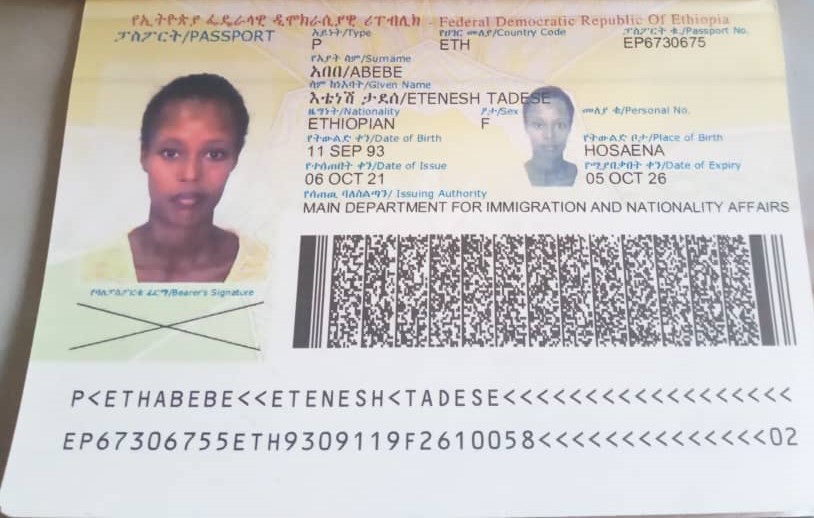 የኢትዮጵያ ፌዴራላዊ ዲሞክራሲያዊ ሪፐብሊክ - Federal Democratic Republic Of Ethiopia
ፓስፖርት/PASSPORT
አይነት/Type
የሀገር መለያ/Country Code
ፓስፖርት ቁ./Passport No.
P
ETH
EP6730675
የአያት ስም/Surname
አበበ/ABEBE
ስም ከነአባት/Given Name
እቴነሽ ታደሰ/ETENESH TADESE
ዜግነት/Nationality
ፆታ/Sex
መለያ ቁ/Personal No.
ETHIOPIAN
F
የትውልድ ቀን/Date of Birth
የትውልድ ቦታ/Place of Birth
11 SEP 93
HOSAENA
የተሰጠበት ቀን/Date of Issue
የሚያበቃበት ቀን/Date of Expiry
06 OCT 21
05 OCT 26
የሰጠዉ ባለስልጣን/ Issuing Authority
MAIN DEPARTMENT FOR IMMIGRATION AND NATIONALITY AFFAIRS
የባለፓስፖርቱ ፊርማ/Bearer's Signature
P<ETHABEBE<<ETENESH<TADESE<<<<<<<<<<<<<<<<<<
EP67306755ETH9309119F2610058<<<<<<<<<<<<<<02